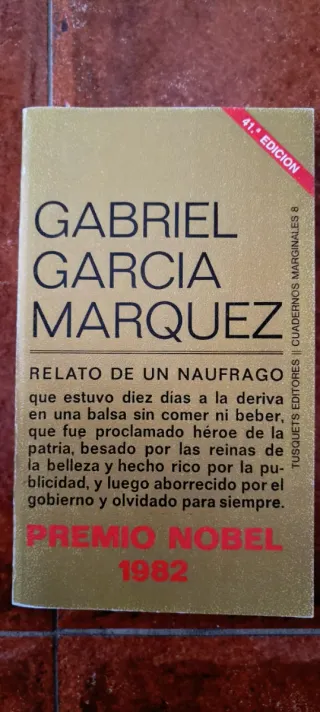 41.ª EDICION
GABRIEL
GARCIA
MARQUEZ
RELATO DE UN NAUFRAGO
que estuvo diez días a la deriva
en una balsa sin comer ni beber,
que fue proclamado héroe de la
patria, besado por las reinas de
la belleza y hecho rico por la pu-
blicidad, y luego aborrecido por el
gobierno y olvidado para siempre.
PREMIO NOBEL
1982
TUSQUETS EDITORES || CUADERNOS MARGINALES 8